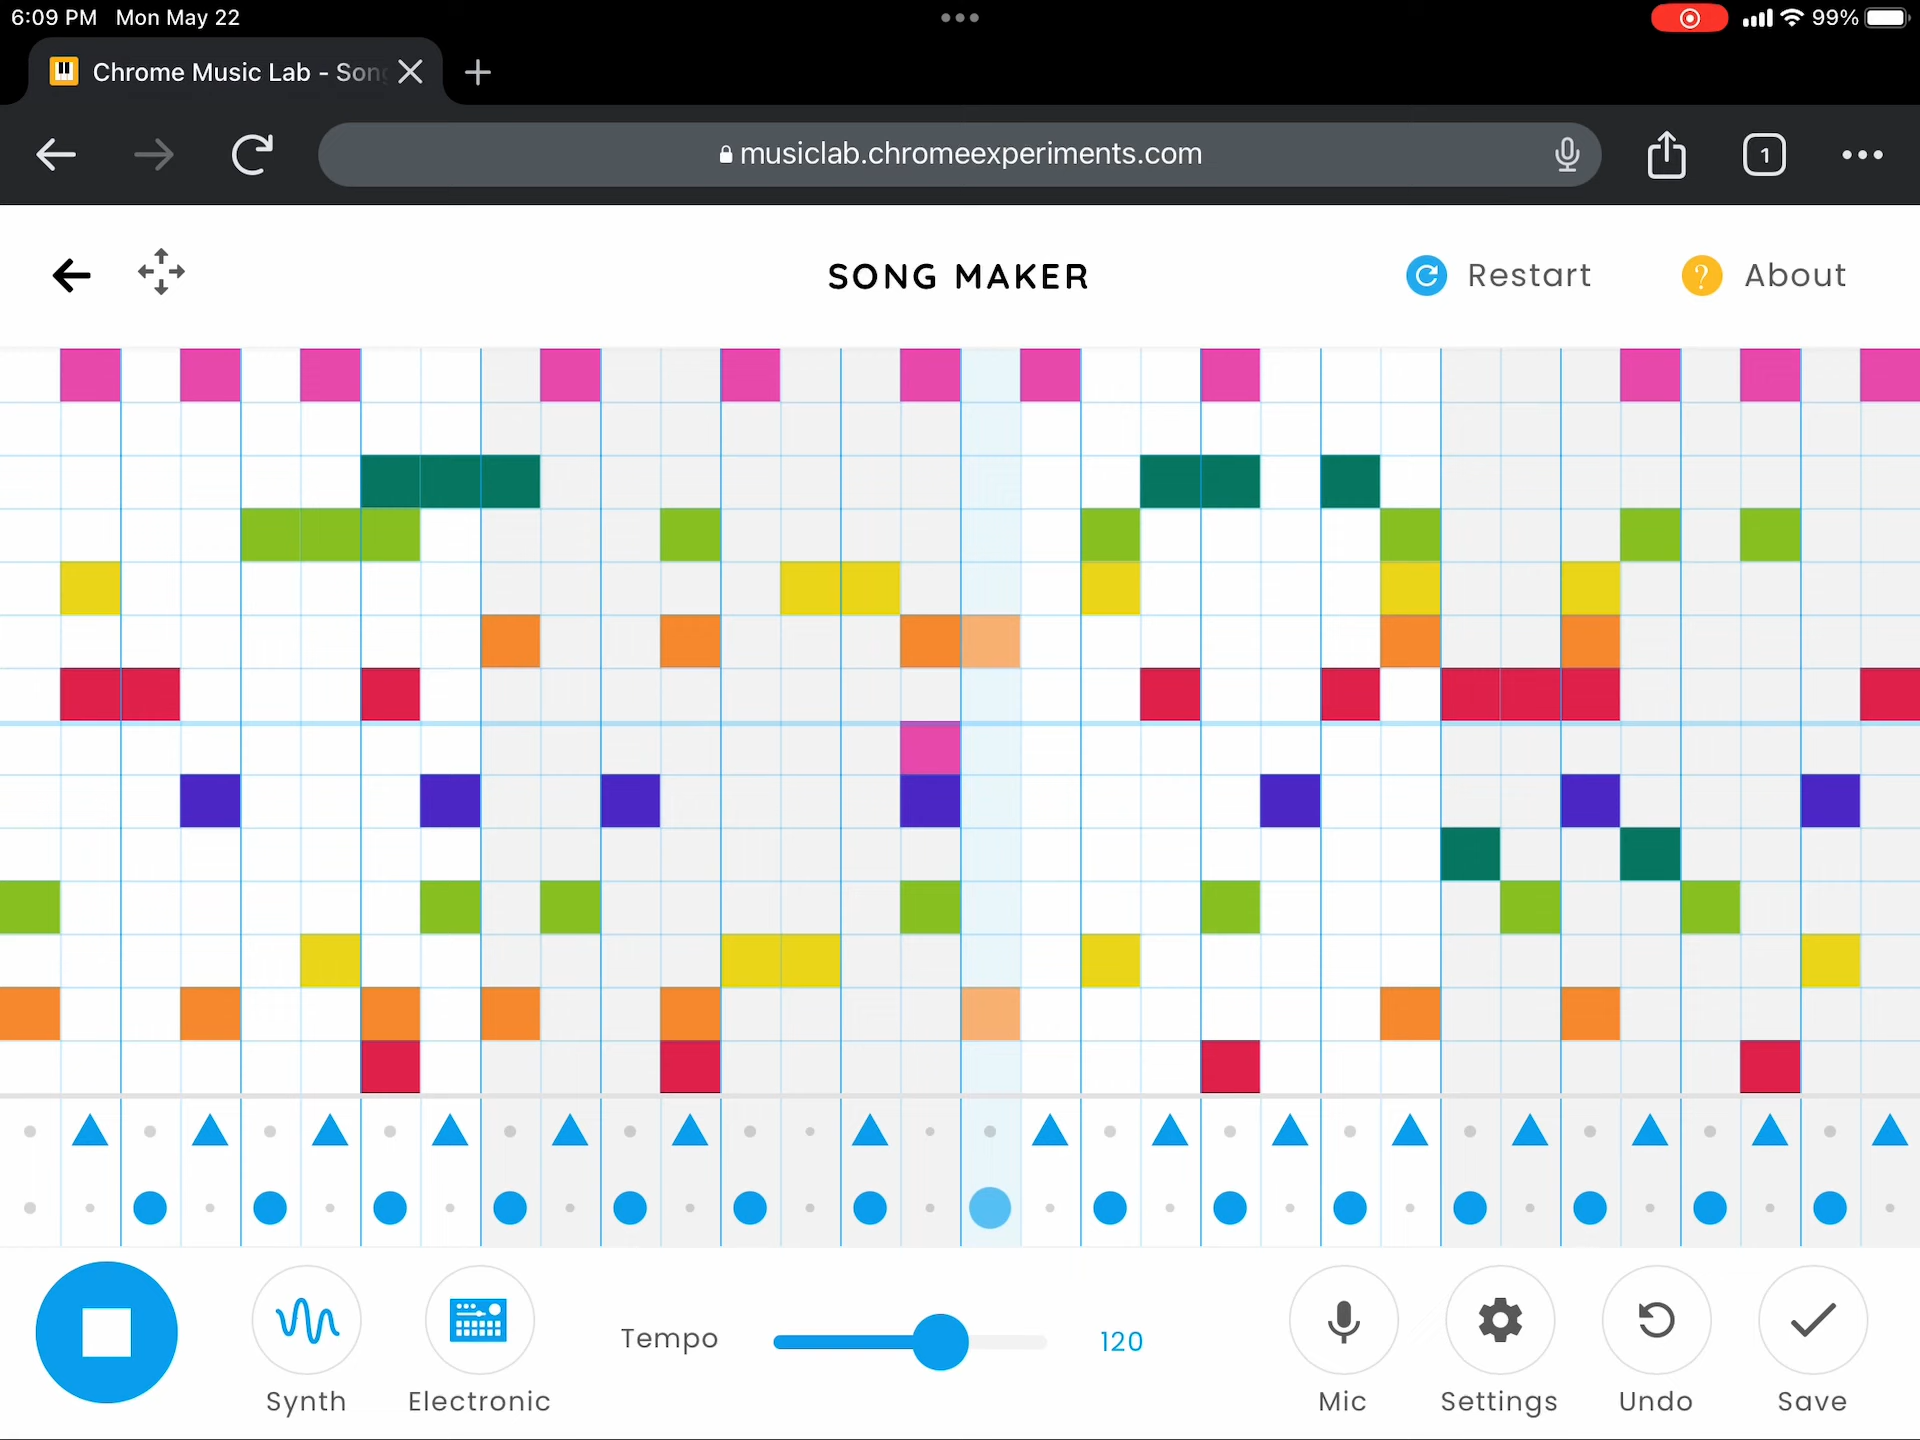 6:09 PM Mon May 22
99%
Chrome Music Lab - Song
musiclab.chromeexperiments.com
1
SONG MAKER
Restart
? About
Tempo
120
Synth
Electronic
Mic
Settings
Undo
Save